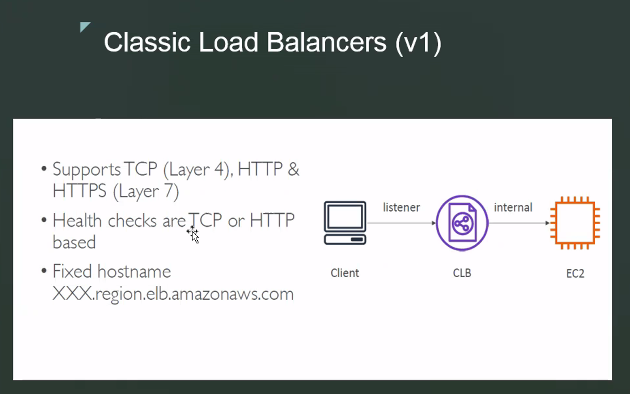 Classic Load Balancers (v1)
• Supports TCP (Layer 4), HTTP &
HTTPS (Layer 7)
• Health checks are TCP or HTTP
based
• Fixed hostname
XXX.region.elb.amazonaws.com
listener
internal
Client
CLB
EC2